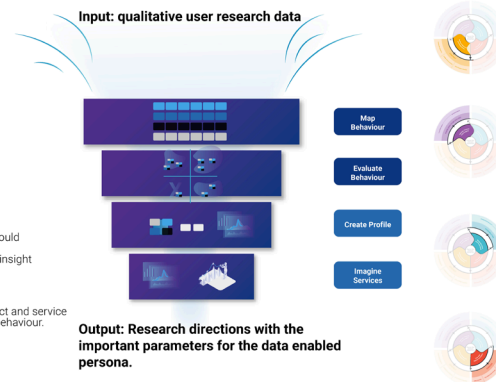 Input: qualitative user research data
Map
Behaviour
Evaluate
Behaviour
Create Profile
Imagine
Services
ould
insight
ct and service
ehaviour.
Output: Research directions with the
important parameters for the data enabled
persona.